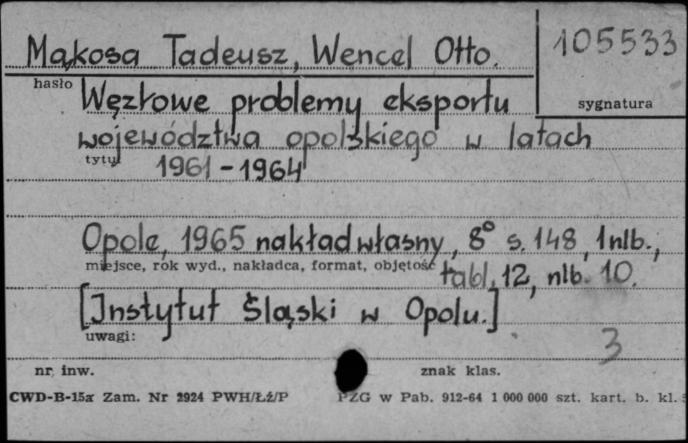 Mąkosa Tadeusz, Wencel Otto.
105533
hasło
sygnatura
Węzłowe problemy eksportu
województwa opolskiego w latach
tytuł
1961-1964
Opole, 1965 nakład własny, 8° s. 148, 1nlb.,
miejsce, rok wyd., nakładca, format, objętość
tabl. 12, nlb. 10.
[Instytut Śląski w Opolu.]
uwagi:
3
nr. inw.
znak klas.
CWD-B-15a Zam. Nr 2924 PWH/Łź/P
PZG w Pab. 912-64 1 000 000 szt. kart. b. kl.